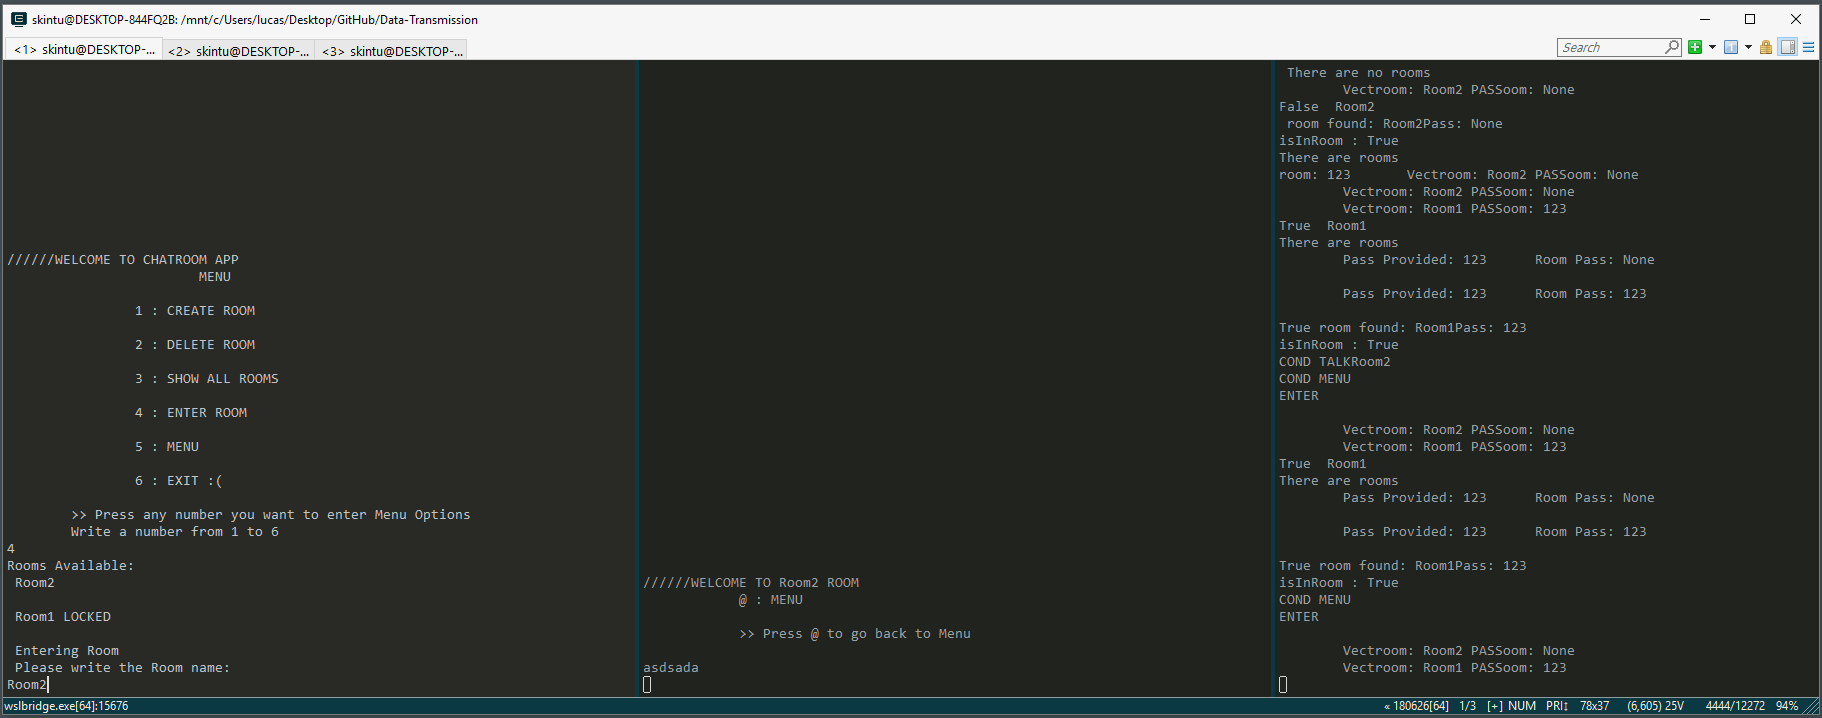 skintu@DESKTOP-844FQ2B: /mnt/c/Users/lucas/Desktop/GitHub/Data-Transmission
<1> skintu@DESKTOP-... <2> skintu@DESKTOP-... <3> skintu@DESKTOP-...
Search
//////WELCOME TO CHATROOM APP
MENU
1 : CREATE ROOM
2 : DELETE ROOM
3 : SHOW ALL ROOMS
4 : ENTER ROOM
5 : MENU
6 : EXIT :(
>> Press any number you want to enter Menu Options
Write a number from 1 to 6
4
Rooms Available:
Room2
Room1 LOCKED
Entering Room
Please write the Room name:
Room2
//////WELCOME TO Room2 ROOM
@ : MENU
>> Press @ to go back to Menu
asdsada
There are no rooms
Vectroom: Room2 PASSoom: None
False  Room2
room found: Room2Pass: None
isInRoom : True
There are rooms
room: 123       Vectroom: Room2 PASSoom: None
Vectroom: Room2 PASSoom: None
Vectroom: Room1 PASSoom: 123
True  Room1
There are rooms
Pass Provided: 123      Room Pass: None
Pass Provided: 123      Room Pass: 123
True room found: Room1Pass: 123
isInRoom : True
COND TALKRoom2
COND MENU
ENTER
Vectroom: Room2 PASSoom: None
Vectroom: Room1 PASSoom: 123
True  Room1
There are rooms
Pass Provided: 123      Room Pass: None
Pass Provided: 123      Room Pass: 123
True room found: Room1Pass: 123
isInRoom : True
COND MENU
ENTER
Vectroom: Room2 PASSoom: None
Vectroom: Room1 PASSoom: 123
wslbridge.exe[64]:15676 « 180626[64] 1/3 [+] NUM PRI↕ 78x37 (6,605) 25V 4444/12272 94%